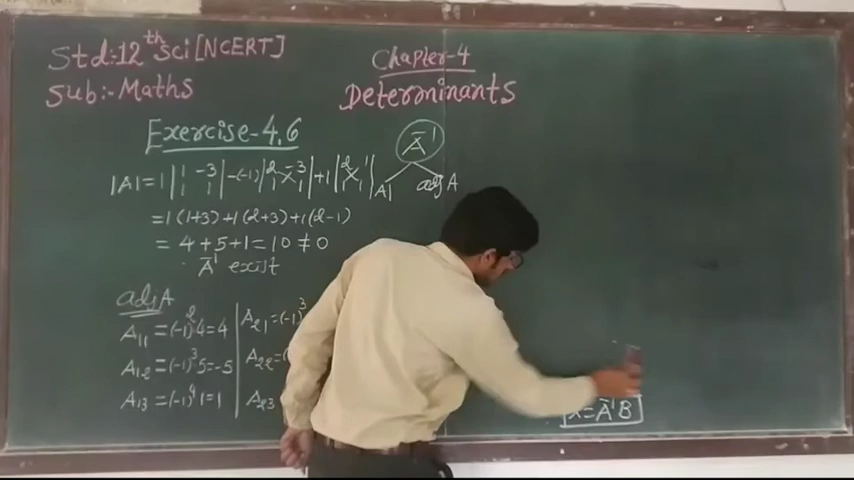 Std:12th Sci [NCERT]
Sub:- Maths
Chapter-4
Determinants
Exercise-4.6
A⁻¹
|A| adj A
|A| = 1 |1 -3; 1 1| -(-1) |2 -3; 1 1| +1 |2 1; 1 1|
= 1 (1+3) +1 (2+3) +1 (2-1)
= 4 + 5 + 1 = 10 ≠ 0
∴ A⁻¹ exist
adj A
A₁₁ = (-1)² 4 = 4
A₁₂ = (-1)³ 5 = -5
A₁₃ = (-1)⁴ 1 = 1
A₂₁ = (-1)³
A₂₂ = (
A₂₃
X = A⁻¹ B